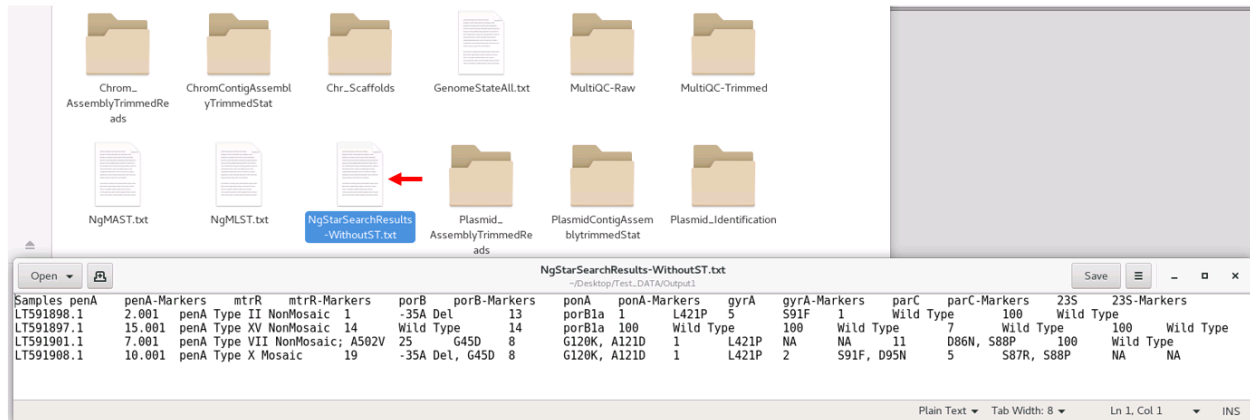 Chrom_
AssemblyTrimmedRe
ads
ChromContigAssembl
yTrimmedStat
Chr_Scaffolds
GenomeStateAll.txt
MultiQC-Raw
MultiQC-Trimmed
NgMAST.txt
NgMLST.txt
NgStarSearchResults
-WithoutST.txt
Plasmid_
AssemblyTrimmedRe
ads
PlasmidContigAssem
blytrimmedStat
Plasmid_Identification
Open
NgStarSearchResults-WithoutST.txt
~/Desktop/Test_DATA/Output1
Save
Samples penA penA-Markers mtrR mtrR-Markers porB porB-Markers ponA ponA-Markers gyrA gyrA-Markers parC parC-Markers 23S 23S-Markers
LT591898.1 2.001 penA Type II NonMosaic 1 -35A Del 13 porB1a 1 L421P 5 S91F 1 Wild Type 100 Wild Type
LT591897.1 15.001 penA Type XV NonMosaic 14 Wild Type 14 porB1a 100 Wild Type 100 Wild Type 7 Wild Type 100 Wild Type
LT591901.1 7.001 penA Type VII NonMosaic; A502V 25 G45D 8 G120K, A121D 1 L421P NA NA 11 D86N, S88P 100 Wild Type
LT591908.1 10.001 penA Type X Mosaic 19 -35A Del, G45D 8 G120K, A121D 1 L421P 2 S91F, D95N 5 S87R, S88P NA NA
Plain Text Tab Width: 8 Ln 1, Col 1 INS